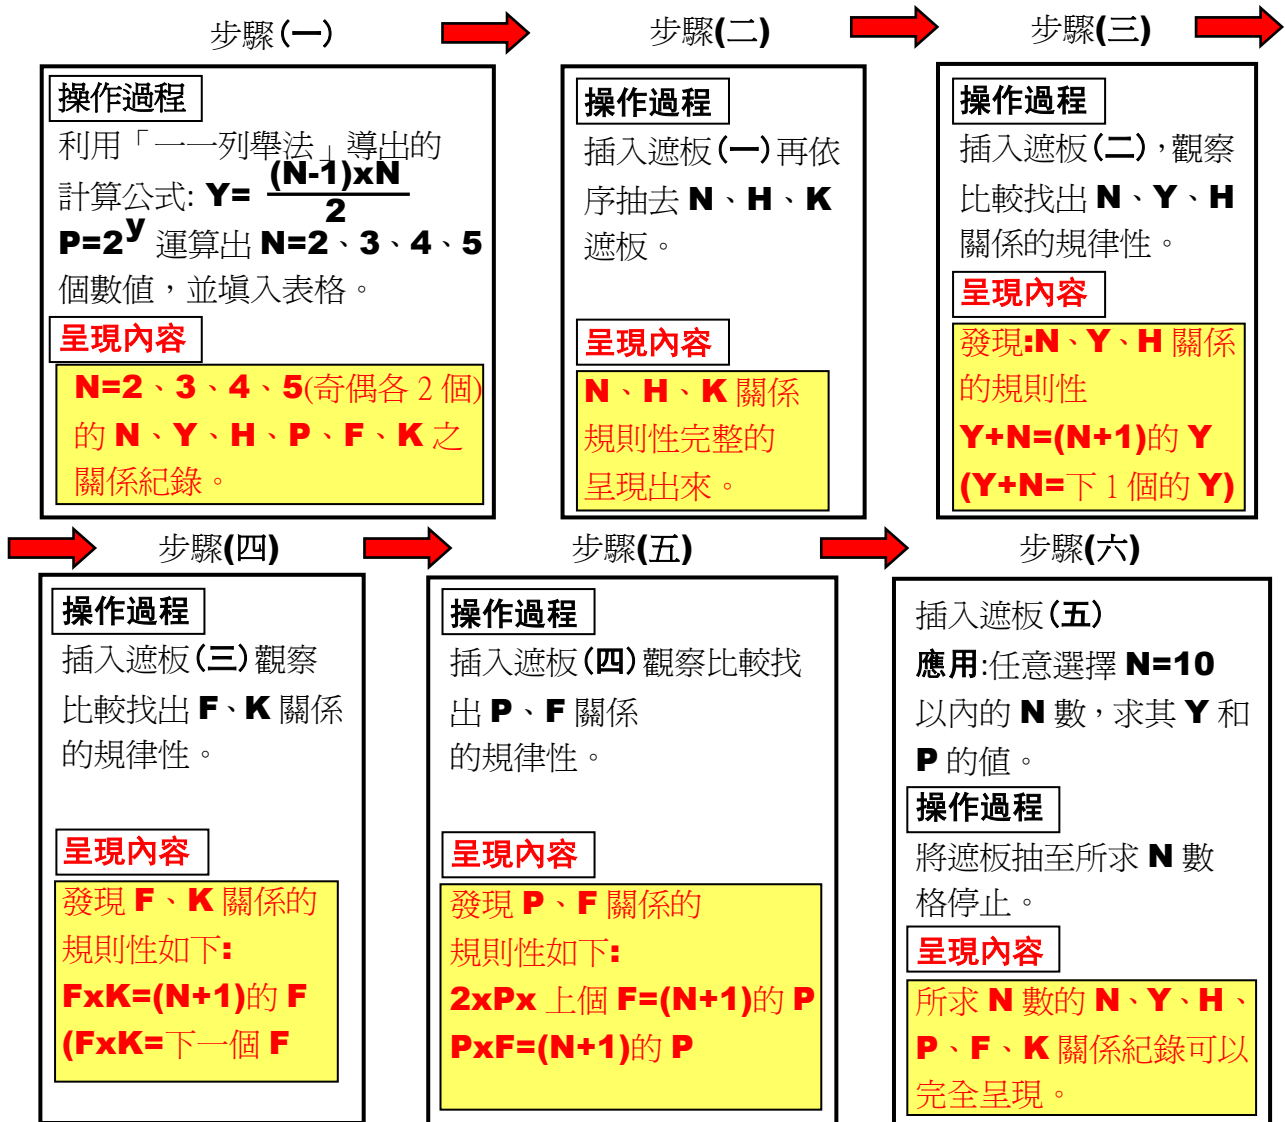 步驟(一)
操作過程
利用「一一列舉法」導出的
計算公式: Y= (N-1)xN
2
P=2^y 運算出 N=2、3、4、5
個數值，並填入表格。
呈現內容
N=2、3、4、5(奇偶各 2 個)
的 N、Y、H、P、F、K 之
關係紀錄。
步驟(二)
操作過程
插入遮板(一)再依
序抽去 N、H、K
遮板。
呈現內容
N、H、K 關係
規則性完整的
呈現出來。
步驟(三)
操作過程
插入遮板(二)，觀察
比較找出 N、Y、H
關係的規律性。
呈現內容
發現:N、Y、H 關係
的規則性
Y+N=(N+1)的 Y
(Y+N=下 1 個的 Y)
步驟(四)
操作過程
插入遮板(三)觀察
比較找出 F、K 關係
的規律性。
呈現內容
發現 F、K 關係的
規則性如下:
FxK=(N+1)的 F
(FxK=下一個 F
步驟(五)
操作過程
插入遮板(四)觀察比較找
出 P、F 關係
的規律性。
呈現內容
發現 P、F 關係的
規則性如下:
2xPx 上個 F=(N+1)的 P
PxF=(N+1)的 P
步驟(六)
插入遮板(五)
應用:任意選擇 N=10
以內的 N 數，求其 Y 和
P 的值。
操作過程
將遮板抽至所求 N 數
格停止。
呈現內容
所求 N 數的 N、Y、H、
P、F、K 關係紀錄可以
完全呈現。